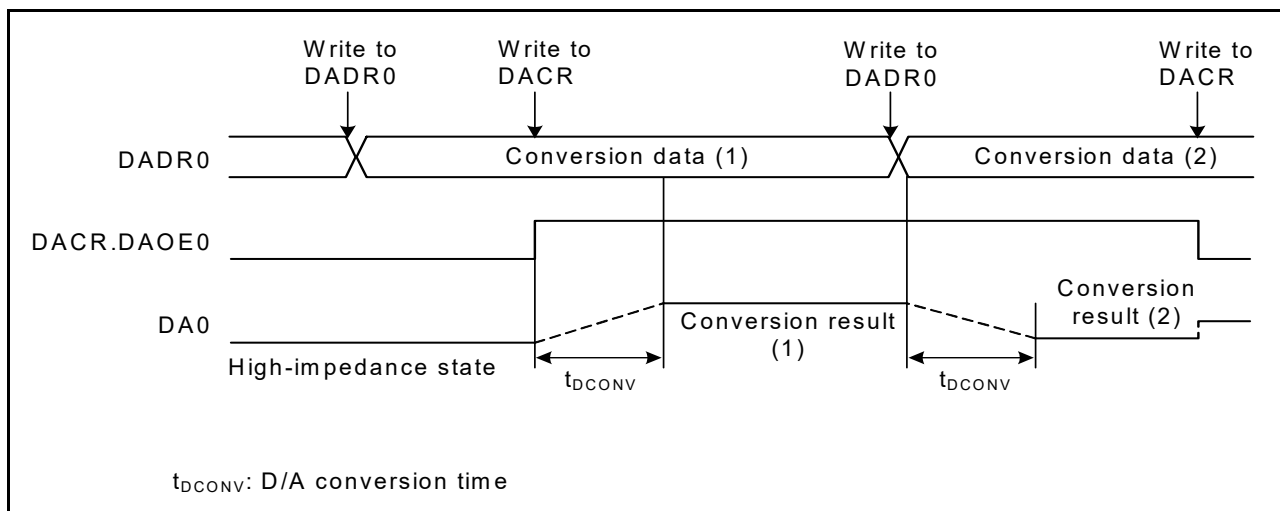 Write to
DADR0
Write to
DACR
Write to
DADR0
Write to
DACR
DADR0
Conversion data (1)
Conversion data (2)
DACR.DAOE0
DA0
Conversion result
(1)
Conversion
result (2)
High-impedance state
tDCONV
tDCONV
tDCONV: D/A conversion time